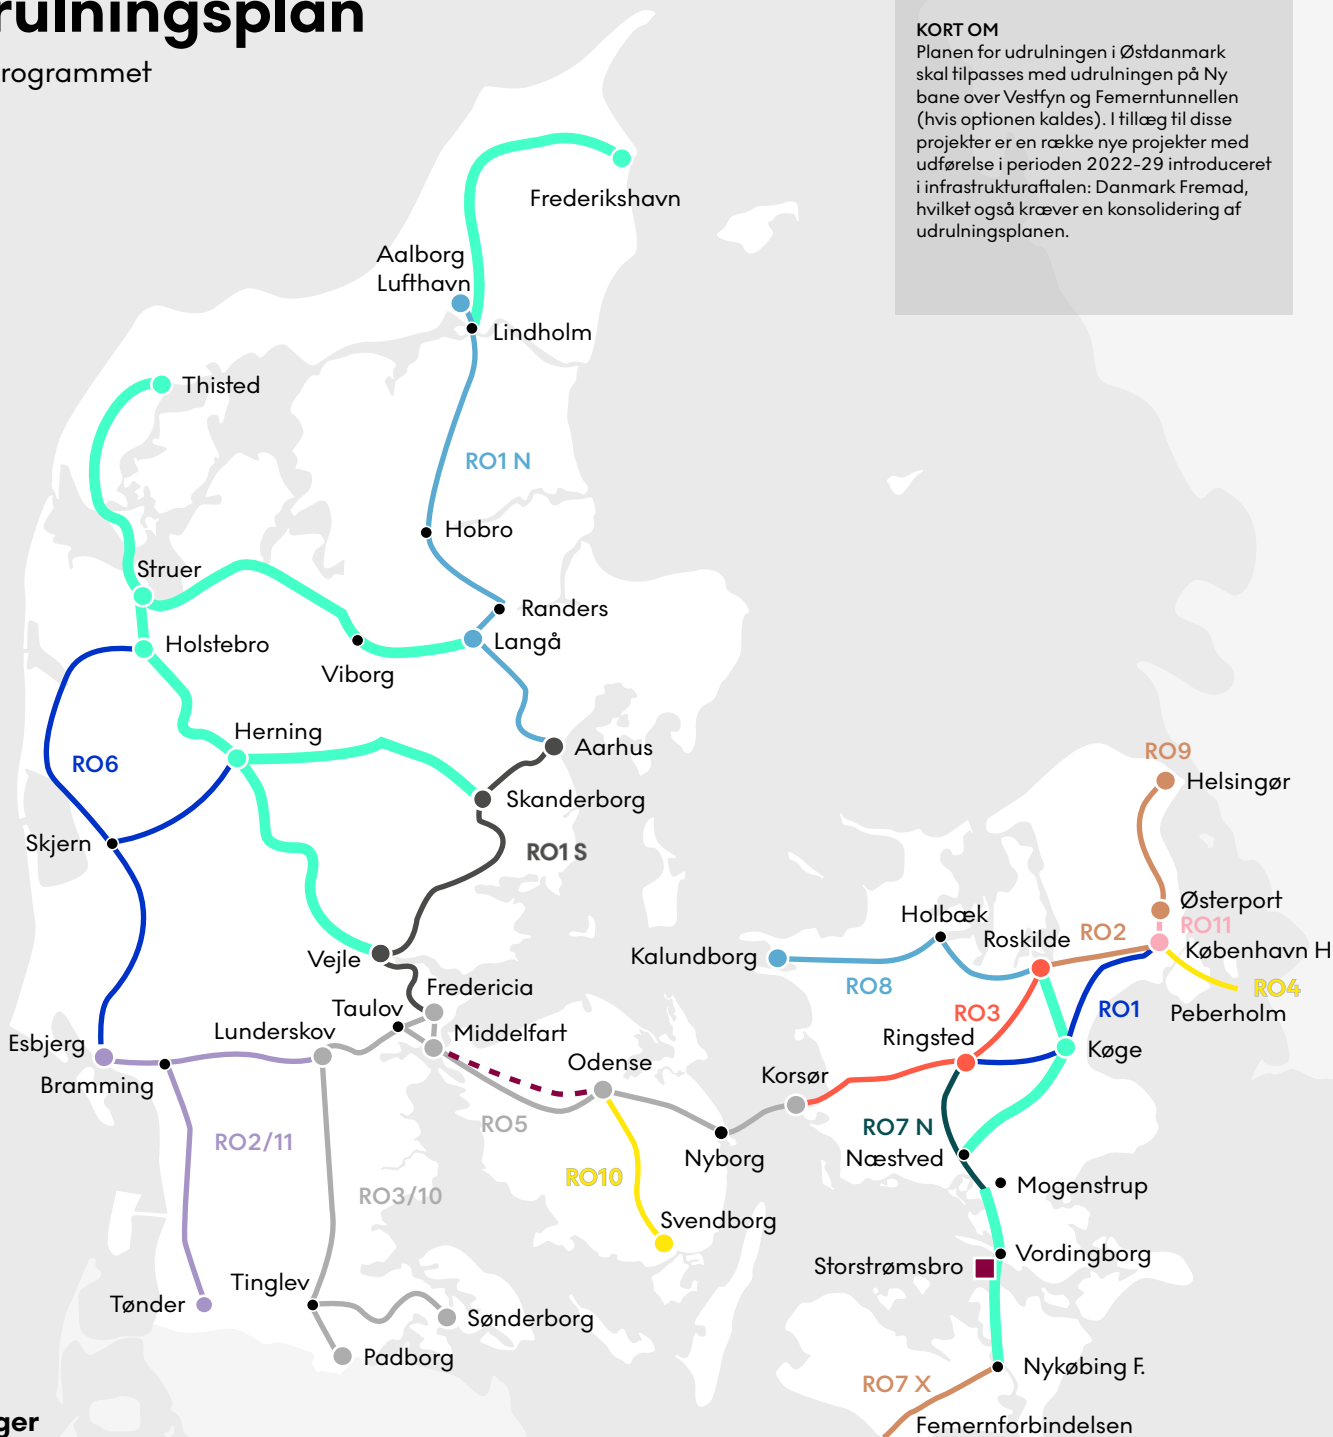 rulningsplan
rogrammet
KORT OM
Planen for udrulningen i Østdanmark
skal tilpasses med udrulningen på Ny
bane over Vestfyn og Femerntunnellen
(hvis optionen kaldes). I tillæg til disse
projekter er en række nye projekter med
udførelse i perioden 2022-29 introduceret
i infrastrukturaftalen: Danmark Fremad,
hvilket også kræver en konsolidering af
udrulningsplanen.
Frederikshavn
Aalborg
Lufthavn
Lindholm
Thisted
RO1 N
Hobro
Struer
Randers
Langå
Holstebro
Viborg
Herning
Aarhus
RO6
RO9
Helsingør
Skanderborg
Skjern
RO1 S
Østerport
Holbæk
RO11
Roskilde
RO2
København H
Vejle
Kalundborg
RO8
Fredericia
RO4
Taulov
RO3
RO1
Peberholm
Lunderskov
Middelfart
Ringsted
Esbjerg
Køge
Odense
Bramming
Korsør
RO5
RO7 N
RO2/11
Nyborg
Næstved
RO10
Mogenstrup
RO3/10
Svendborg
Vordingborg
Storstrømsbro
Tinglev
Tønder
Sønderborg
Padborg
Nykøbing F.
RO7 X
ger
Femernforbindelsen